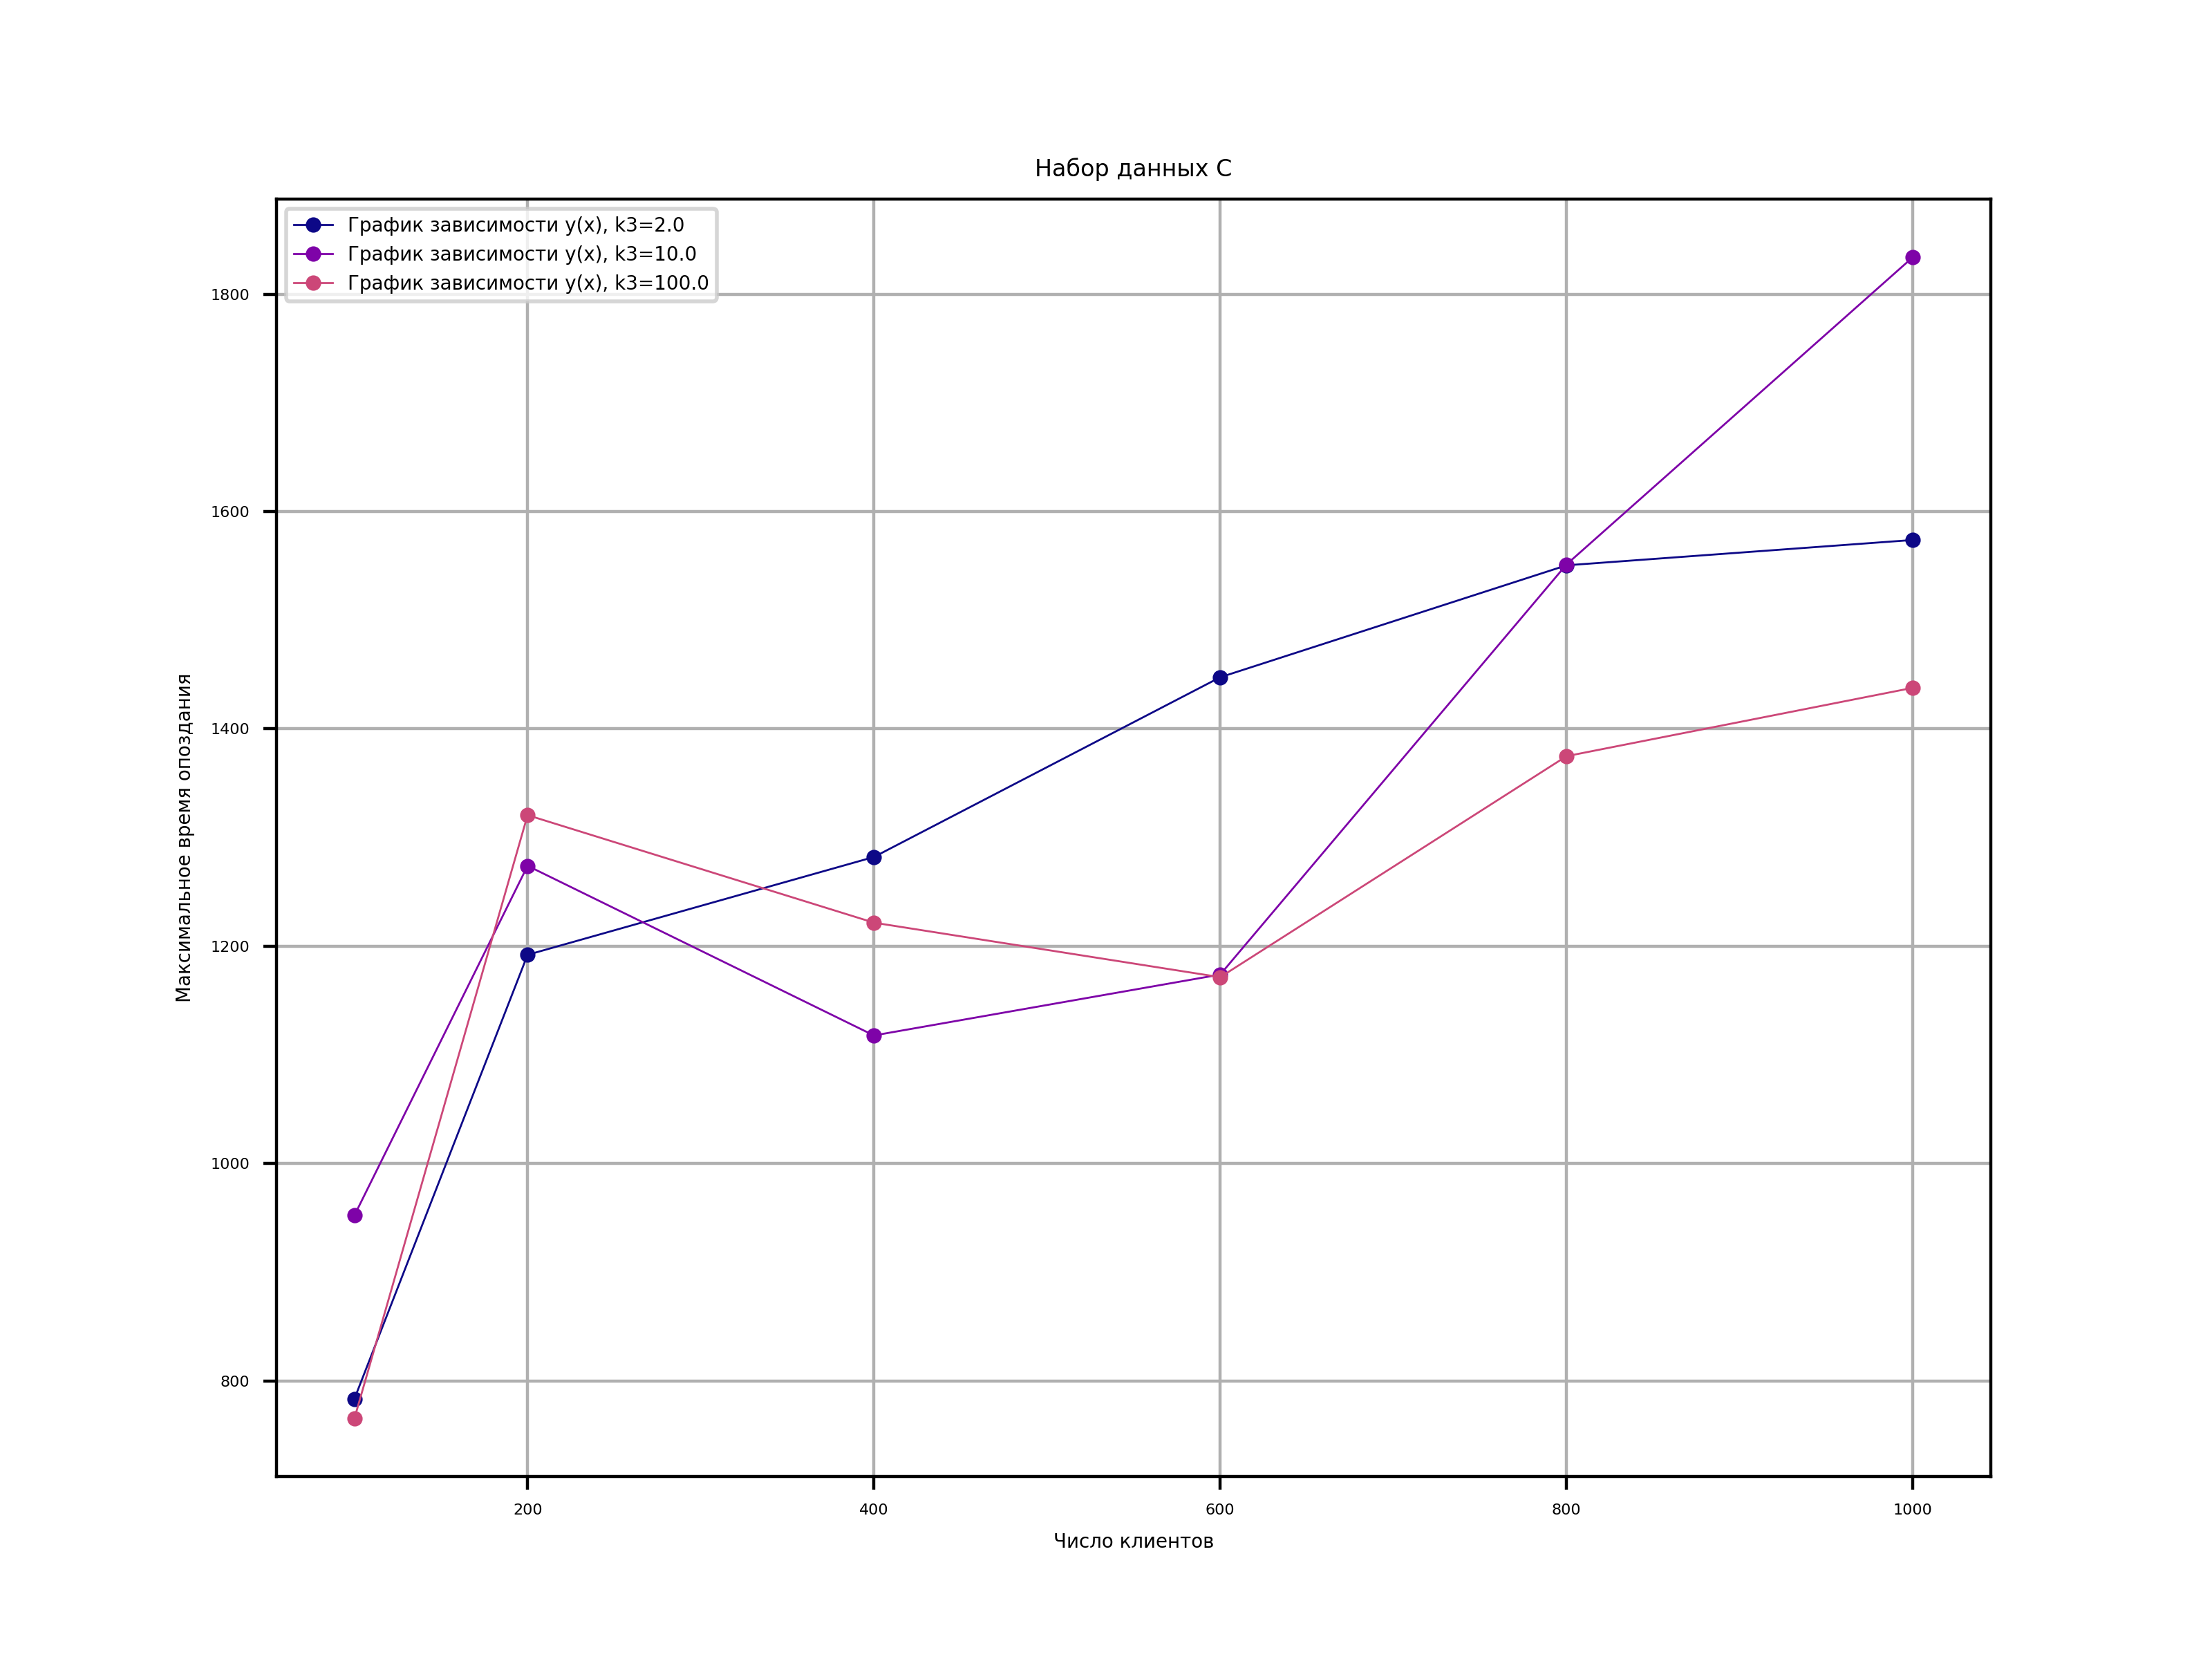 Набор данных C
График зависимости y(x), k3=2.0
График зависимости y(x), k3=10.0
График зависимости y(x), k3=100.0
1800
1600
1400
1200
1000
800
Максимальное время опоздания
200 400 600 800 1000
Число клиентов